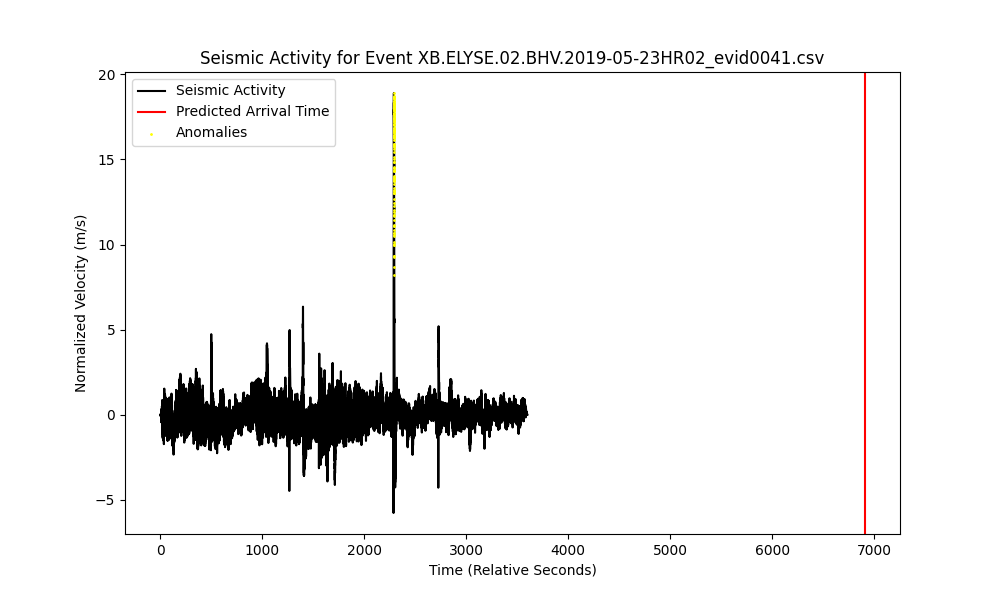 Seismic Activity for Event XB.ELYSE.02.BHV.2019-05-23HR02_evid0041.csv
20
15
10
5
0
−5
Normalized Velocity (m/s)
Seismic Activity
Predicted Arrival Time
Anomalies
0 1000 2000 3000 4000 5000 6000 7000
Time (Relative Seconds)